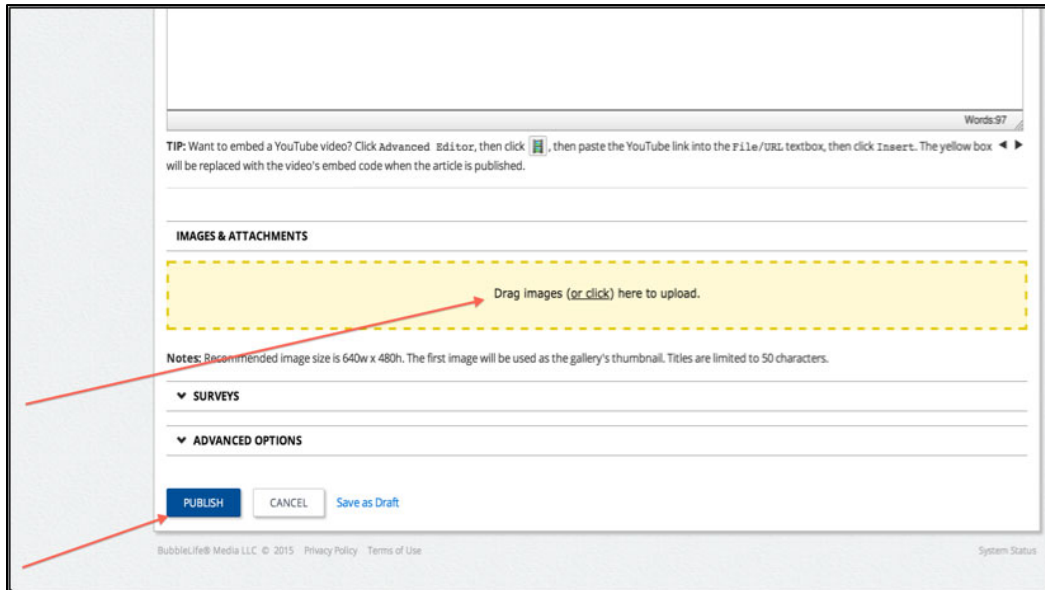 Words:97
TIP: Want to embed a YouTube video? Click Advanced Editor, then click , then paste the YouTube link into the File/URL textbox, then click Insert. The yellow box
will be replaced with the video's embed code when the article is published.
IMAGES & ATTACHMENTS
Drag images (or click) here to upload.
Notes: Recommended image size is 640w x 480h. The first image will be used as the gallery's thumbnail. Titles are limited to 50 characters.
SURVEYS
ADVANCED OPTIONS
PUBLISH CANCEL Save as Draft
BubbleLife® Media LLC © 2015 Privacy Policy Terms of Use System Status